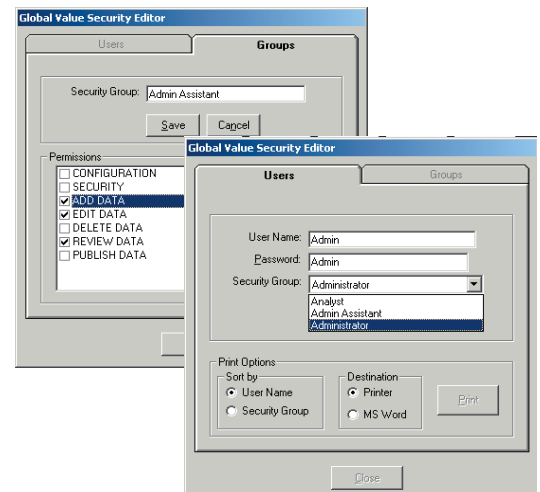 Global Value Security Editor
Users
Groups
Security Group: Admin Assistant
Save
Cancel
Permissions
CONFIGURATION
SECURITY
ADD DATA
EDIT DATA
DELETE DATA
REVIEW DATA
PUBLISH DATA
Global Value Security Editor
Users
Groups
User Name: Admin
Password: Admin
Security Group: Administrator
Analyst
Admin Assistant
Administrator
Print Options
Sort by
User Name
Security Group
Destination
Printer
MS Word
Print
Close